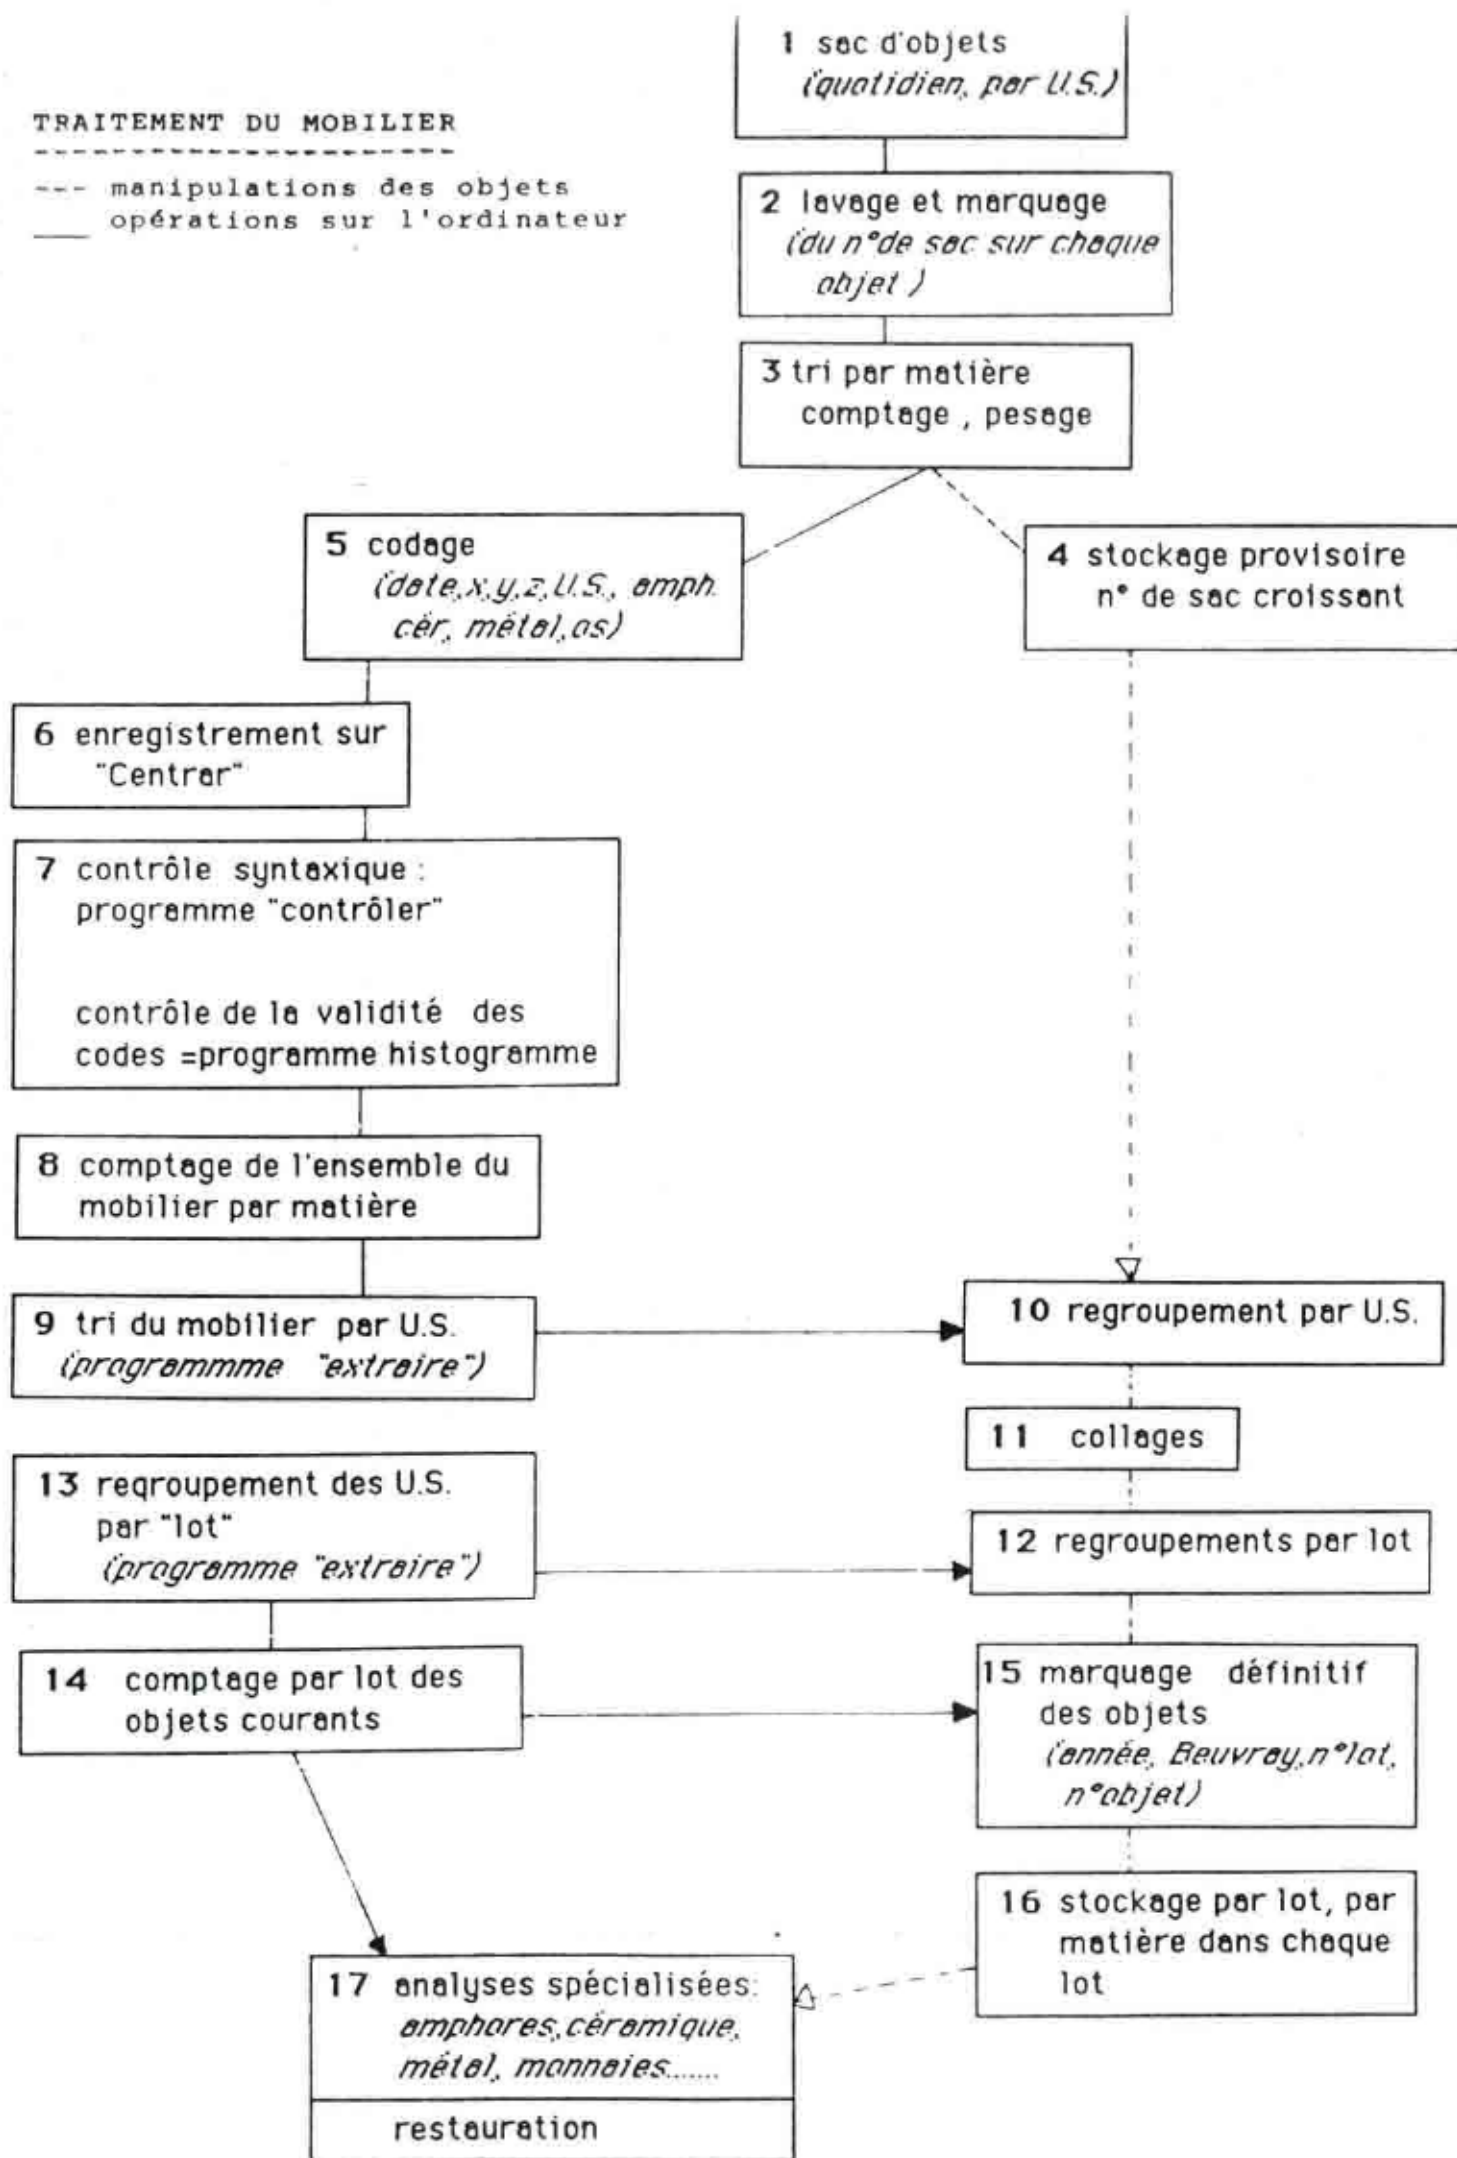 TRAITEMENT DU MOBILIER
--- manipulations des objets
___ opérations sur l'ordinateur
1 sac d'objets
(quotidien, par U.S.)
2 lavage et marquage
(du n°de sac sur chaque
objet )
3 tri par matière
comptage , pesage
5 codage
(date,x,y,z,U.S., amph.
cér, métal,os)
4 stockage provisoire
n° de sac croissant
6 enregistrement sur
"Centrar"
7 contrôle syntaxique :
programme "contrôler"
contrôle de la validité des
codes =programme histogramme
8 comptage de l'ensemble du
mobilier par matière
9 tri du mobilier par U.S.
(programmme "extraire")
10 regroupement par U.S.
11 collages
13 regroupement des U.S.
par "lot"
(programme "extraire")
12 regroupements par lot
14 comptage par lot des
objets courants
15 marquage définitif
des objets
(année, Beuvray,n°lot,
n°objet)
16 stockage par lot, par
matière dans chaque
lot
17 analyses spécialisées:
amphores,céramique,
métal, monnaies.......
restauration